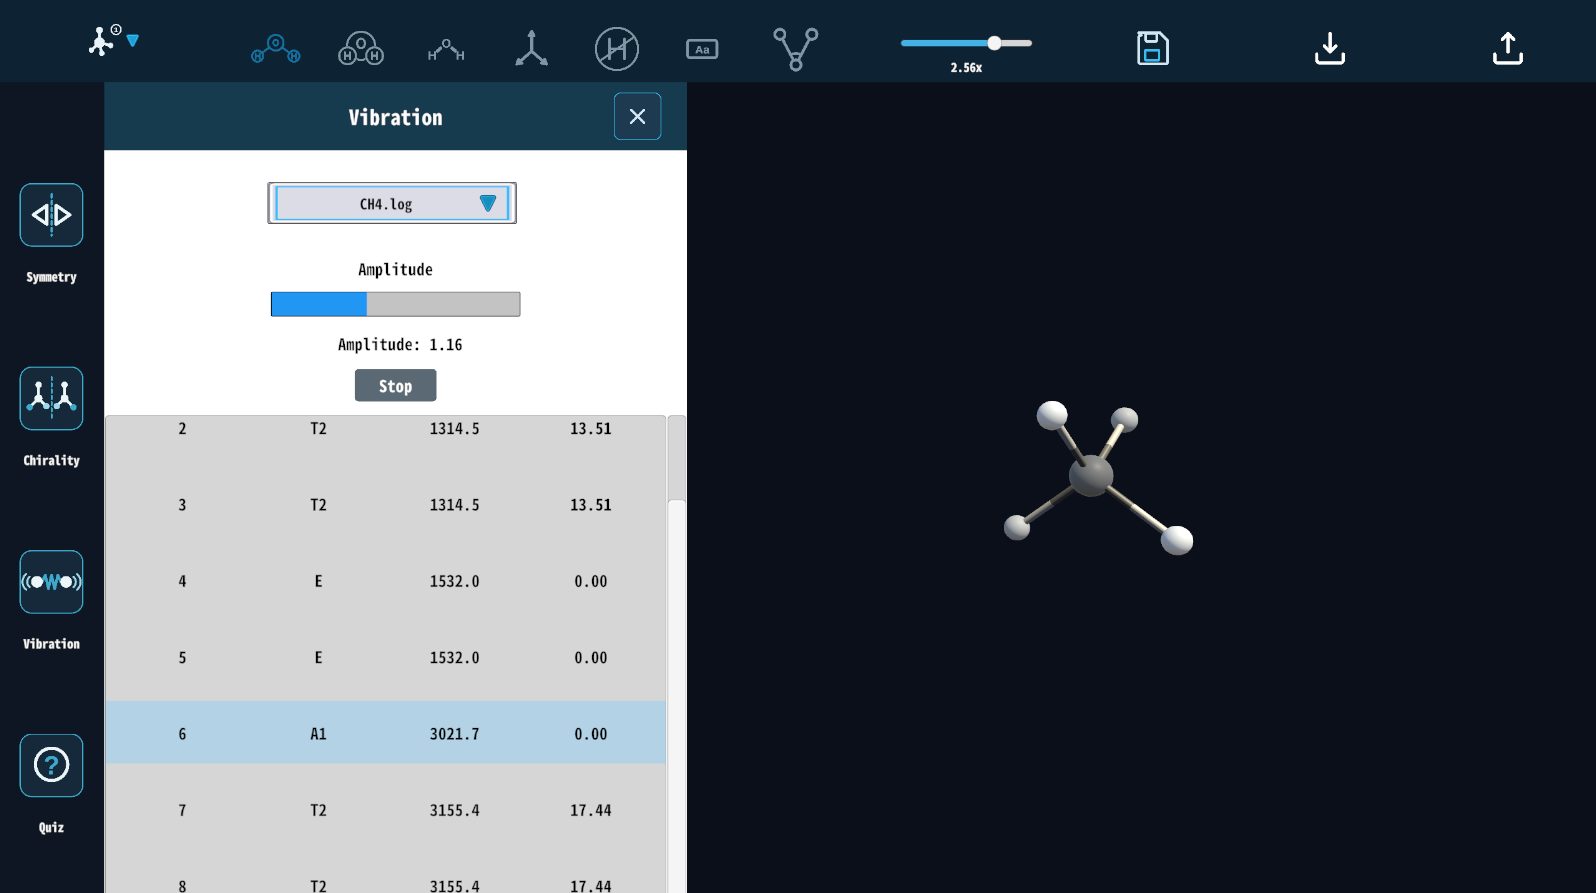 1
H O H
H O H
H O H
H
Aa
2.56x
Vibration
Symmetry
CH4.log
Amplitude
Amplitude: 1.16
Stop
Chirality
2 T2 1314.5 13.51
3 T2 1314.5 13.51
4 E 1532.0 0.00
5 E 1532.0 0.00
Vibration
6 A1 3021.7 0.00
?
7 T2 3155.4 17.44
Quiz
8 T2 3155.4 17.44